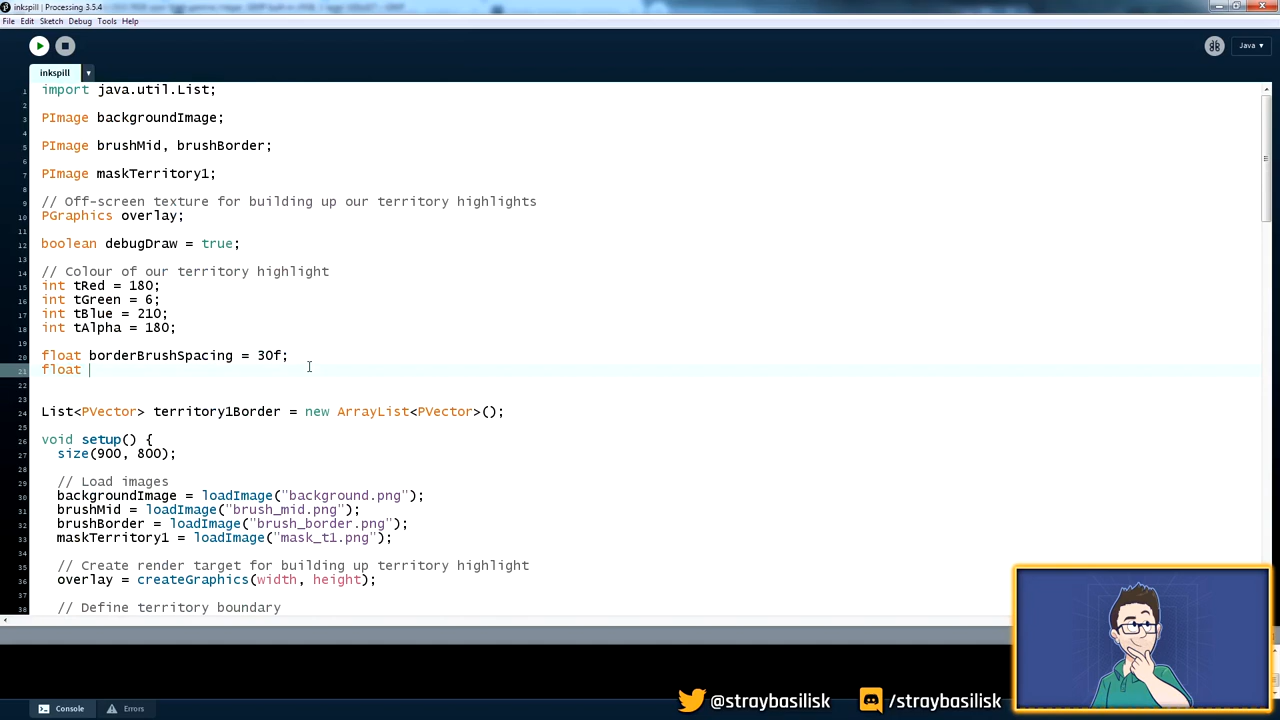 inkspill | Processing 3.5.4
File Edit Sketch Debug Tools Help
Java ▾
inkspill
1 import java.util.List;
2
3 PImage backgroundImage;
4
5 PImage brushMid, brushBorder;
6
7 PImage maskTerritory1;
8
9 // Off-screen texture for building up our territory highlights
10 PGraphics overlay;
11
12 boolean debugDraw = true;
13
14 // Colour of our territory highlight
15 int tRed = 180;
16 int tGreen = 6;
17 int tBlue = 210;
18 int tAlpha = 180;
19
20 float borderBrushSpacing = 30f;
21 float
22
23
24 List<PVector> territory1Border = new ArrayList<PVector>();
25
26 void setup() {
27 size(900, 800);
28
29 // Load images
30 backgroundImage = loadImage("background.png");
31 brushMid = loadImage("brush_mid.png");
32 brushBorder = loadImage("brush_border.png");
33 maskTerritory1 = loadImage("mask_t1.png");
34
35 // Create render target for building up territory highlight
36 overlay = createGraphics(width, height);
37
38 // Define territory boundary
@straybasilisk /straybasilisk
Console Errors